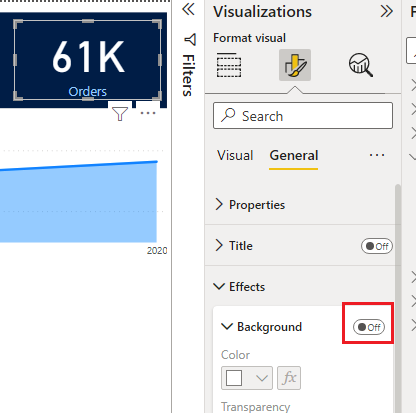 Visualizations
Format visual
61K
Orders
Filters
Search
Visual General
Properties
Title Off
Effects
Background Off
Color
fx
Transparency
2020